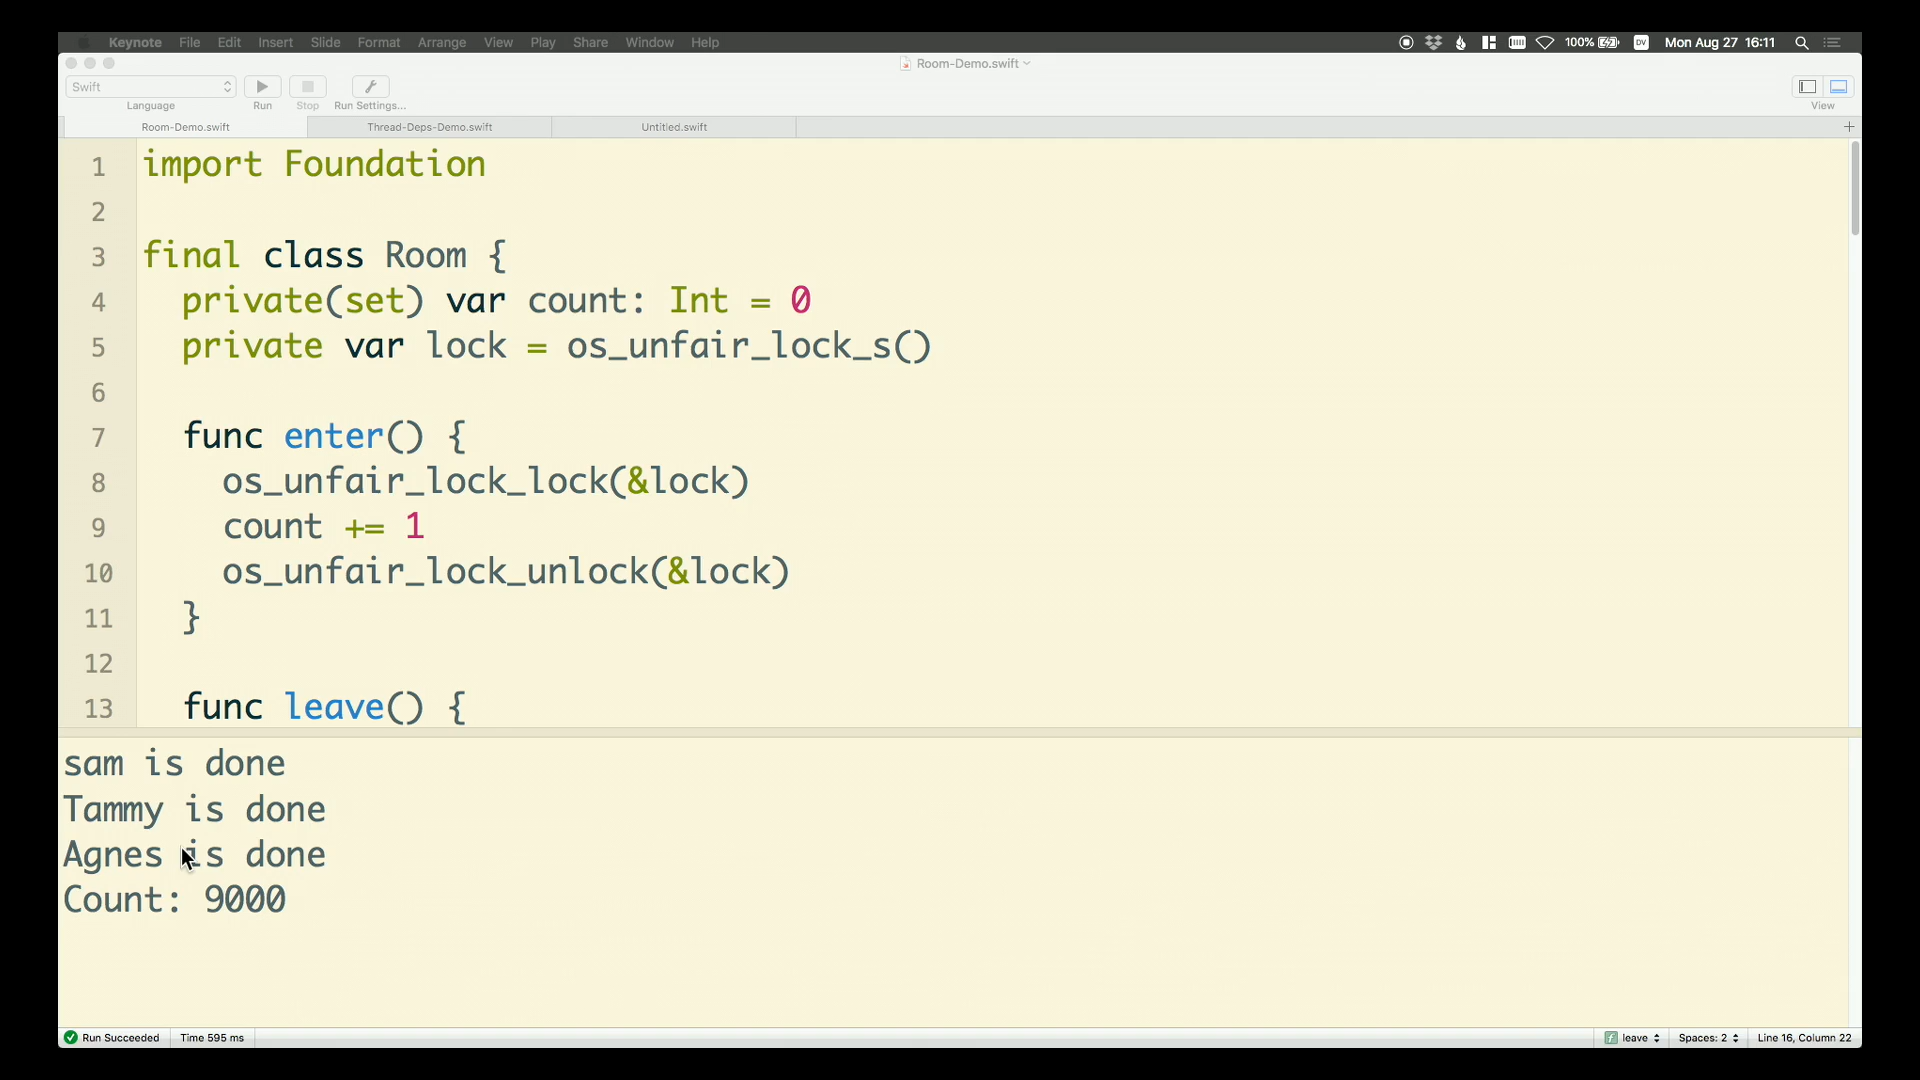 Keynote File Edit Insert Slide Format Arrange View Play Share Window Help 100% DV Mon Aug 27 16:11
Room-Demo.swift
Swift
Language Run Stop Run Settings... View
Room-Demo.swift Thread-Deps-Demo.swift Untitled.swift
1 import Foundation
2
3 final class Room {
4 private(set) var count: Int = 0
5 private var lock = os_unfair_lock_s()
6
7 func enter() {
8 os_unfair_lock_lock(&lock)
9 count += 1
10 os_unfair_lock_unlock(&lock)
11 }
12
13 func leave() {
sam is done
Tammy is done
Agnes is done
Count: 9000
Run Succeeded Time 595 ms f leave Spaces: 2 Line 16, Column 22